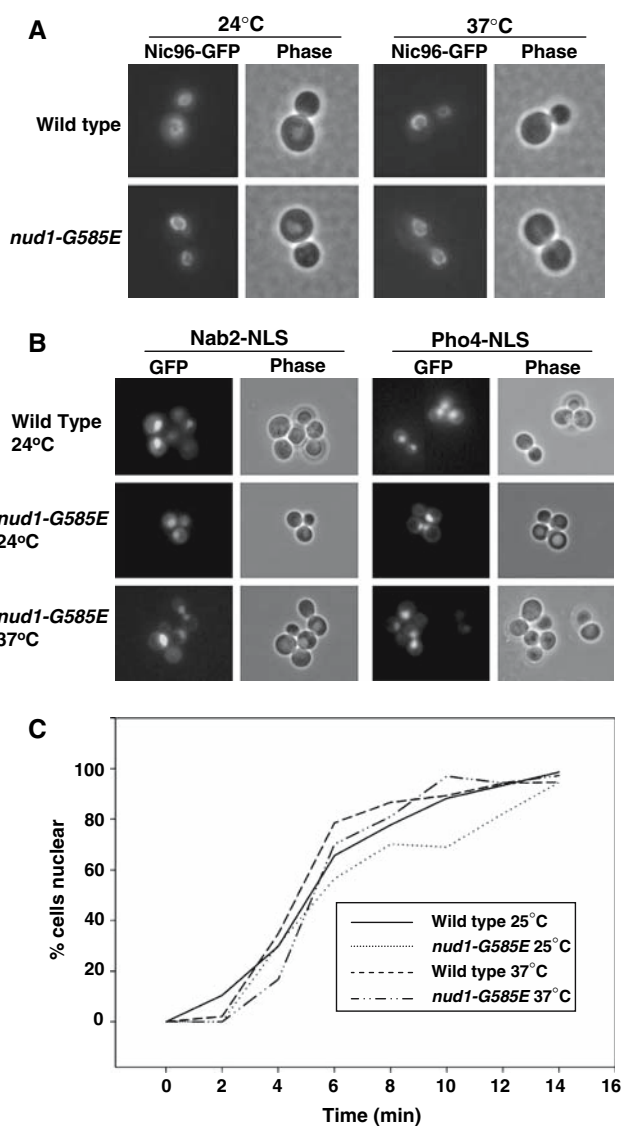 A
24°C 37°C
Nic96-GFP Phase Nic96-GFP Phase
Wild type
nud1-G585E
B
Nab2-NLS Pho4-NLS
GFP Phase GFP Phase
Wild Type
24ºC
nud1-G585E
24ºC
nud1-G585E
37ºC
C
% cells nuclear
100
80
60
40
20
0
Wild type 25°C
nud1-G585E 25°C
Wild type 37°C
nud1-G585E 37°C
0 2 4 6 8 10 12 14 16
Time (min)